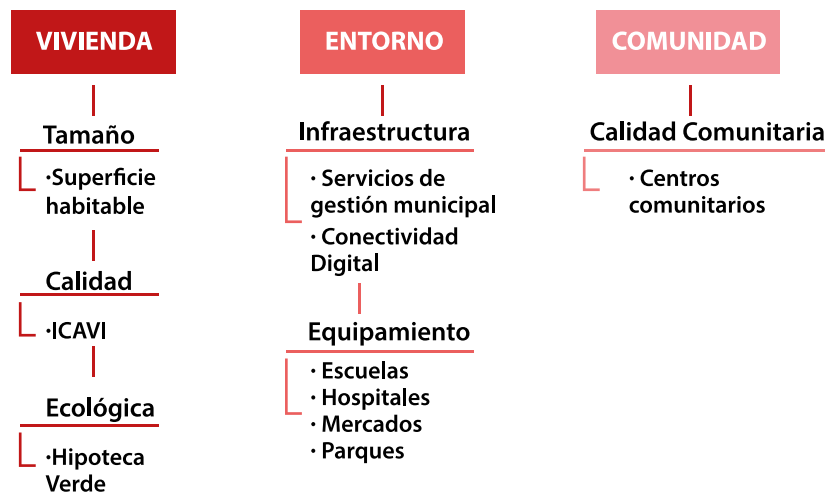 VIVIENDA
Tamaño
·Superficie
habitable
Calidad
·ICAVI
Ecológica
·Hipoteca
Verde
ENTORNO
Infraestructura
· Servicios de
gestión municipal
· Conectividad
Digital
Equipamiento
· Escuelas
· Hospitales
· Mercados
· Parques
COMUNIDAD
Calidad Comunitaria
· Centros
comunitarios